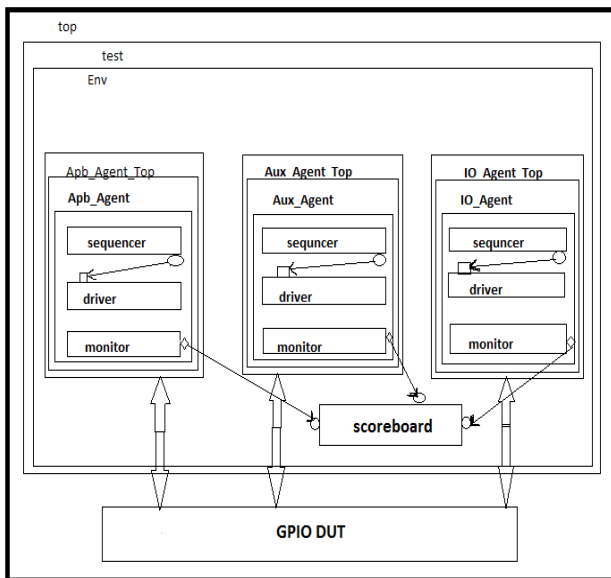 top
test
Env
Apb_Agent_Top
Apb_Agent
sequencer
driver
monitor
Aux_Agent_Top
Aux_Agent
sequncer
driver
monitor
IO_Agent_Top
IO_Agent
sequncer
driver
monitor
scoreboard
GPIO DUT